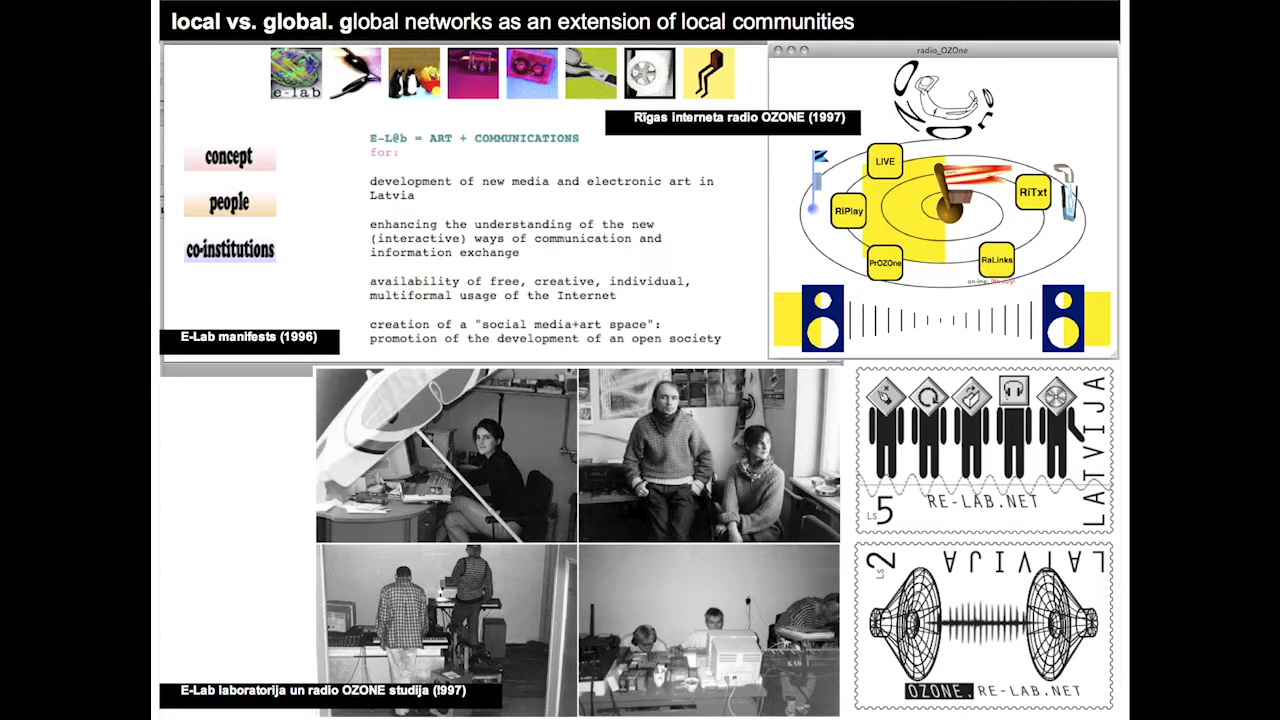 local vs. global. global networks as an extension of local communities
radio_OZOne
e-lab
Rīgas interneta radio OZONE (1997)
E-L@b = ART + COMMUNICATIONS
for:
development of new media and electronic art in
Latvia
enhancing the understanding of the new
(interactive) ways of communication and
information exchange
availability of free, creative, individual,
multiformal usage of the Internet
creation of a "social media+art space":
promotion of the development of an open society
concept
people
co-institutions
E-Lab manifests (1996)
LIVE
RiTxt
RiPlay
PrOZOne
RaLinks
on-line:
LATVIJA
RE-LAB.NET
LS 5
LS 2
LATVIJA
OZONE.RE-LAB.NET
E-Lab laboratorija un radio OZONE studija (I997)